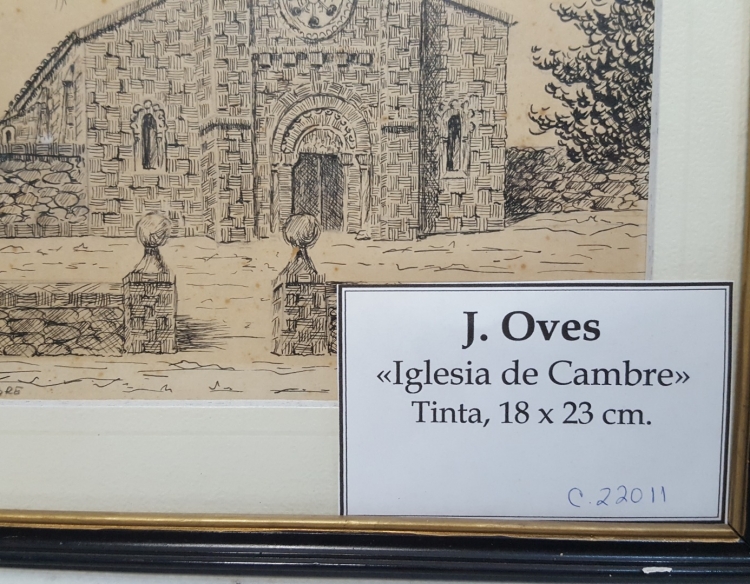 J. Oves
«Iglesia de Cambre»
Tinta, 18 x 23 cm.
C.22011